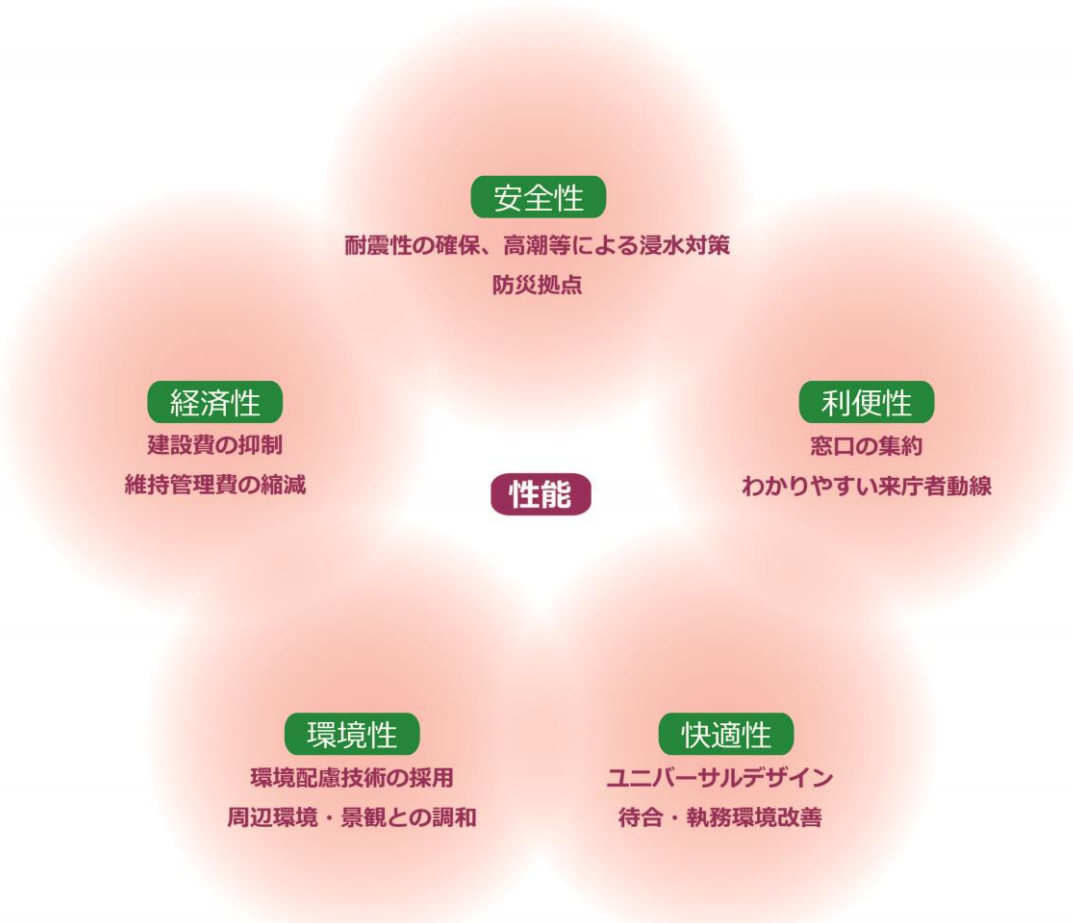 安全性
耐震性の確保、高潮等による浸水対策
防災拠点
経済性
建設費の抑制
維持管理費の縮減
利便性
窓口の集約
わかりやすい来庁者動線
性能
環境性
環境配慮技術の採用
周辺環境・景観との調和
快適性
ユニバーサルデザイン
待合・執務環境改善